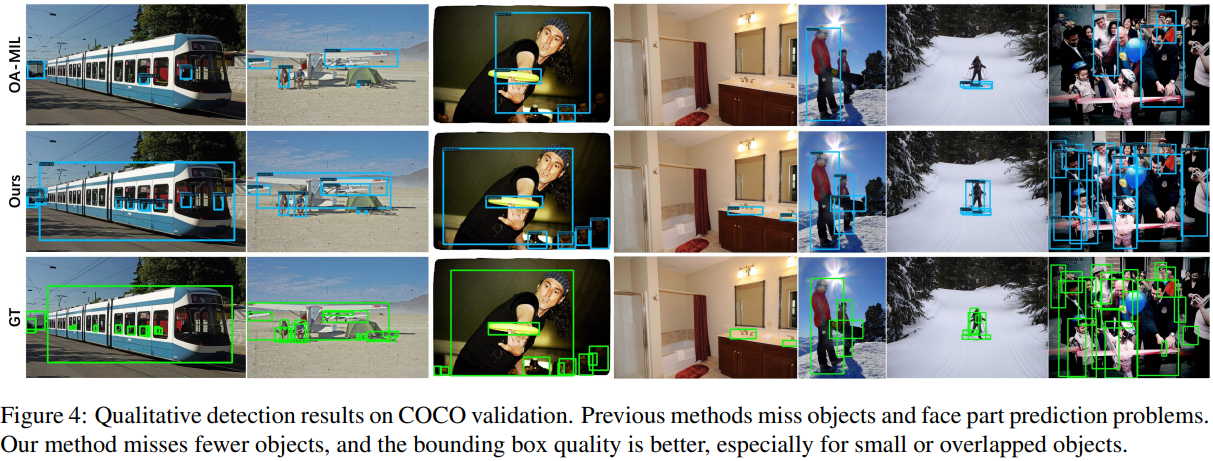 OA-MIL
Ours
GT
Figure 4: Qualitative detection results on COCO validation. Previous methods miss objects and face part prediction problems.
Our method misses fewer objects, and the bounding box quality is better, especially for small or overlapped objects.